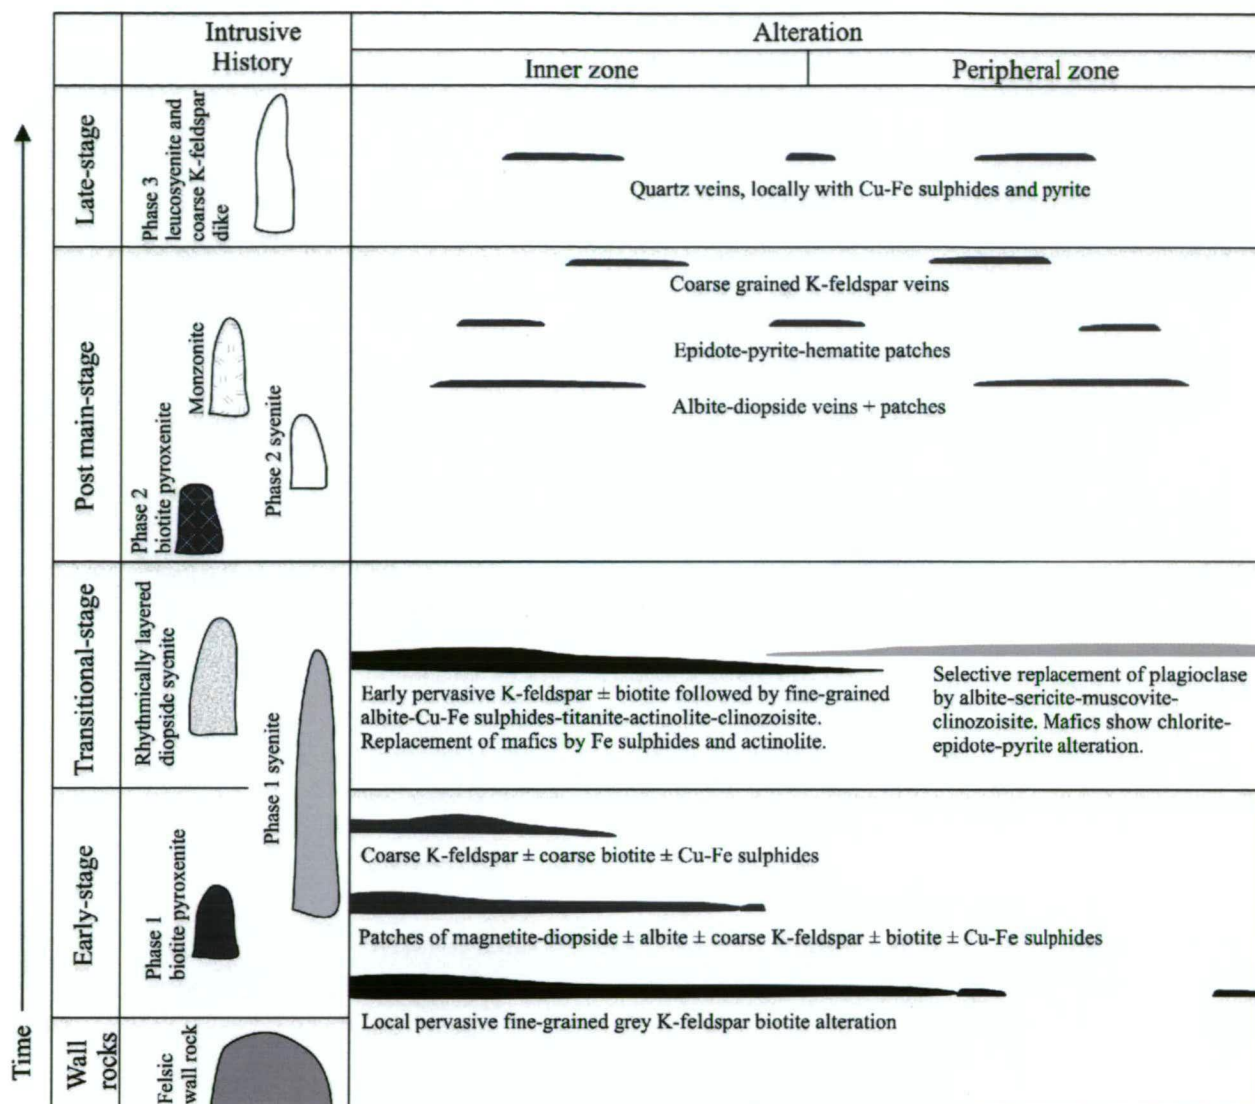 Intrusive
History
Alteration
Inner zone
Peripheral zone
Time
Late-stage
Phase 3
leucosyenite and
coarse K-feldspar
dike
Quartz veins, locally with Cu-Fe sulphides and pyrite
Post main-stage
Phase 2
biotite pyroxenite
Monzonite
Phase 2 syenite
Coarse grained K-feldspar veins
Epidote-pyrite-hematite patches
Albite-diopside veins + patches
Transitional-stage
Rhythmically layered
diopside syenite
Phase 1 syenite
Early pervasive K-feldspar ± biotite followed by fine-grained
albite-Cu-Fe sulphides-titanite-actinolite-clinozoisite.
Replacement of mafics by Fe sulphides and actinolite.
Selective replacement of plagioclase
by albite-sericite-muscovite-
clinozoisite. Mafics show chlorite-
epidote-pyrite alteration.
Early-stage
Phase 1
biotite pyroxenite
Coarse K-feldspar ± coarse biotite ± Cu-Fe sulphides
Patches of magnetite-diopside ± albite ± coarse K-feldspar ± biotite ± Cu-Fe sulphides
Local pervasive fine-grained grey K-feldspar biotite alteration
Wall
rocks
Felsic
wall rock